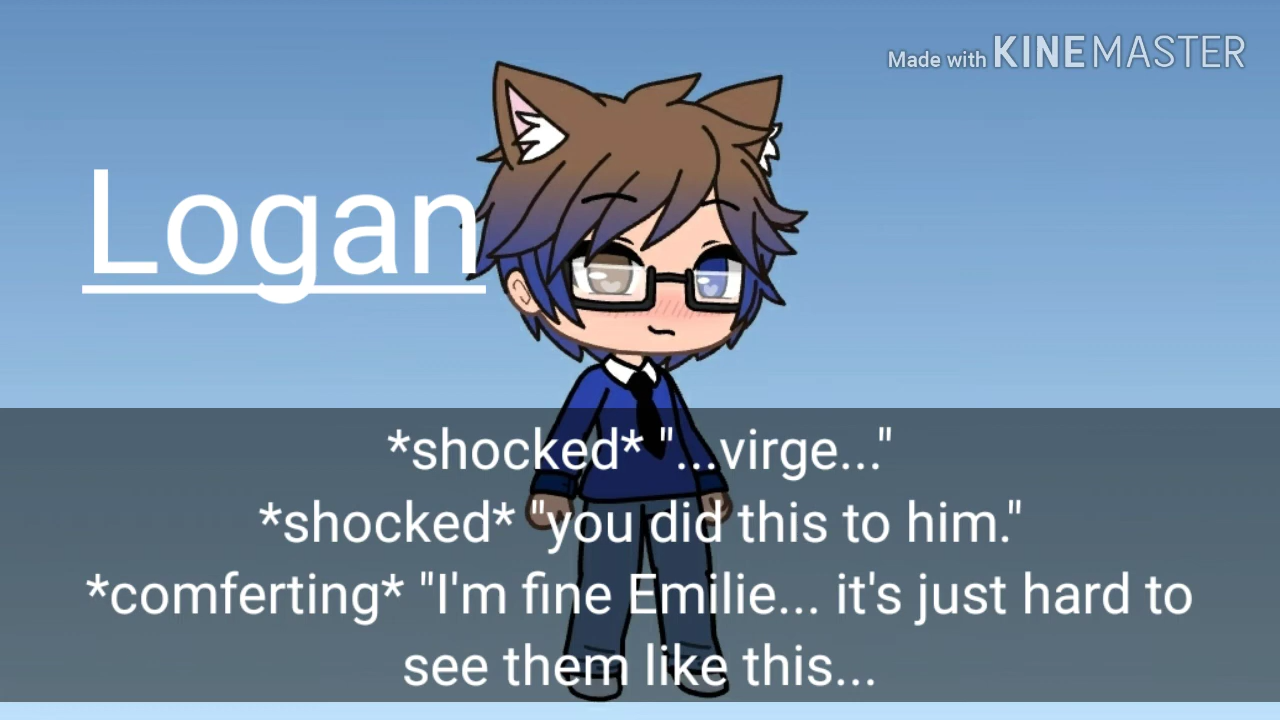 Made with KINEMASTER
Logan
*shocked* "...virge..."
*shocked* "you did this to him."
*comferting* "I'm fine Emilie... it's just hard to
see them like this...